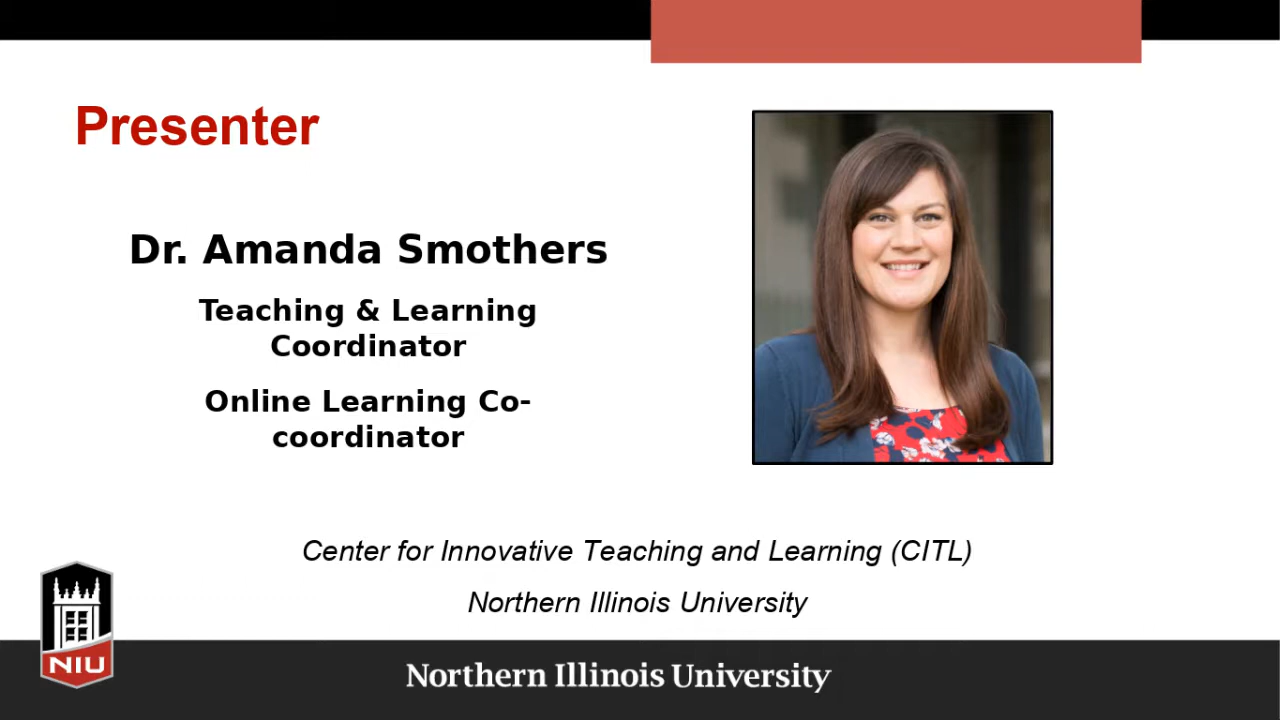 Presenter
Dr. Amanda Smothers
Teaching & Learning
Coordinator
Online Learning Co-
coordinator
Center for Innovative Teaching and Learning (CITL)
Northern Illinois University
NIU
Northern Illinois University